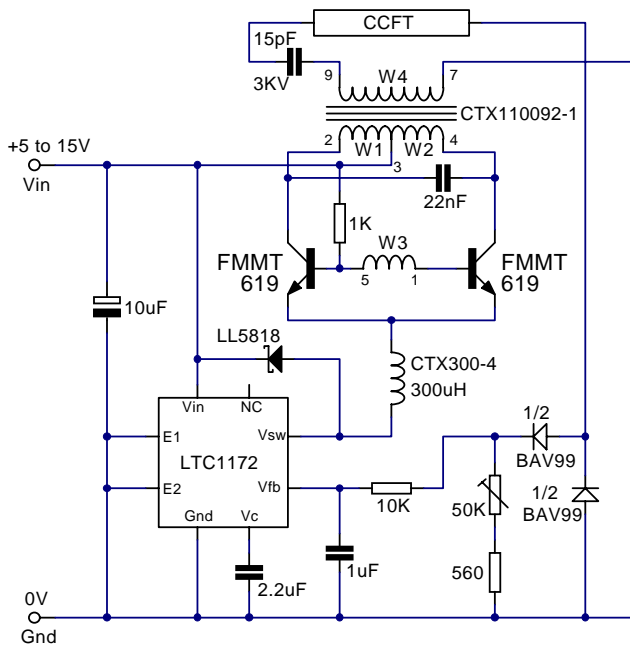 CCFT
15pF
3KV
9
W4
7
CTX110092-1
2
W1
W2
4
3
+5 to 15V
Vin
22nF
1K
W3
FMMT
619
5
1
FMMT
619
10uF
LL5818
CTX300-4
300uH
Vin
NC
1/2
BAV99
E1
Vsw
LTC1172
E2
Vfb
10K
50K
1/2
BAV99
Gnd
Vc
2.2uF
1uF
560
0V
Gnd